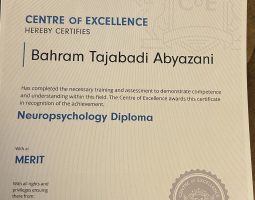 CENTRE OF EXCELLENCE
HEREBY CERTIFIES
Bahram Tajabadi Abyazani
Has completed the necessary training and assessment to demonstrate competence
and understanding within this field. The Centre of Excellence awards this certificate
in recognition of the achievement.
Neuropsychology Diploma
With a
MERIT
With all rights and
privileges ensuing
there from: